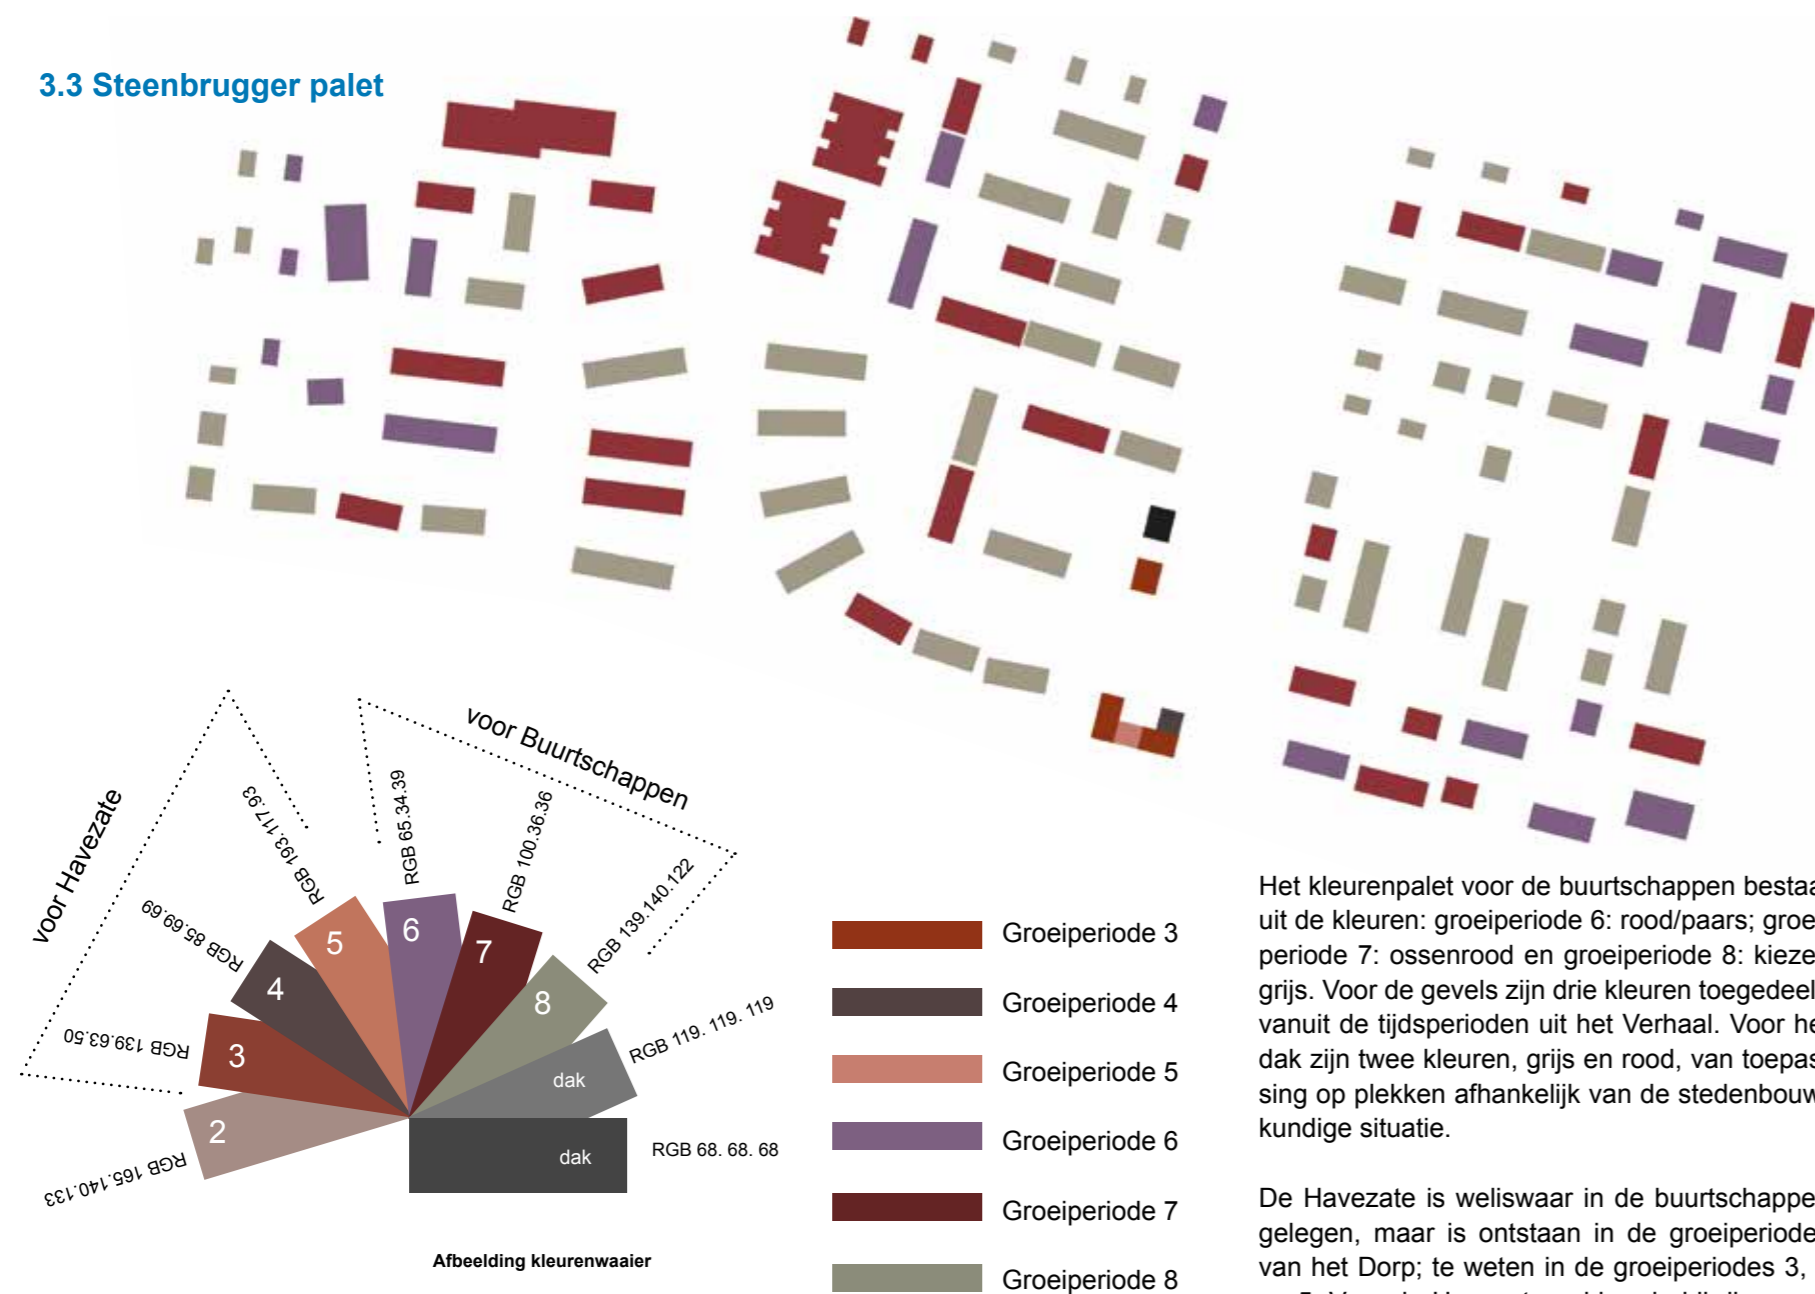 3.3 Steenbrugger palet
voor Havezate
voor Buurtschappen
RGB 165.140.133
RGB 139.63.50
RGB 85.69.69
RGB 193.117.93
RGB 65.34.39
RGB 100.36.36
RGB 139.140.122
RGB 119. 119. 119
RGB 68. 68. 68
2
3
4
5
6
7
8
dak
dak
Afbeelding kleurenwaaier
Groeiperiode 3
Groeiperiode 4
Groeiperiode 5
Groeiperiode 6
Groeiperiode 7
Groeiperiode 8
Het kleurenpalet voor de buurtschappen bestaa
uit de kleuren: groeiperiode 6: rood/paars; groe
periode 7: ossenrood en groeiperiode 8: kieze
grijs. Voor de gevels zijn drie kleuren toegedeel
vanuit de tijdsperioden uit het Verhaal. Voor he
dak zijn twee kleuren, grijs en rood, van toepas
sing op plekken afhankelijk van de stedenbouw
kundige situatie.
De Havezate is weliswaar in de buurtschappe
gelegen, maar is ontstaan in de groeiperiode
van het Dorp; te weten in de groeiperiodes 3,